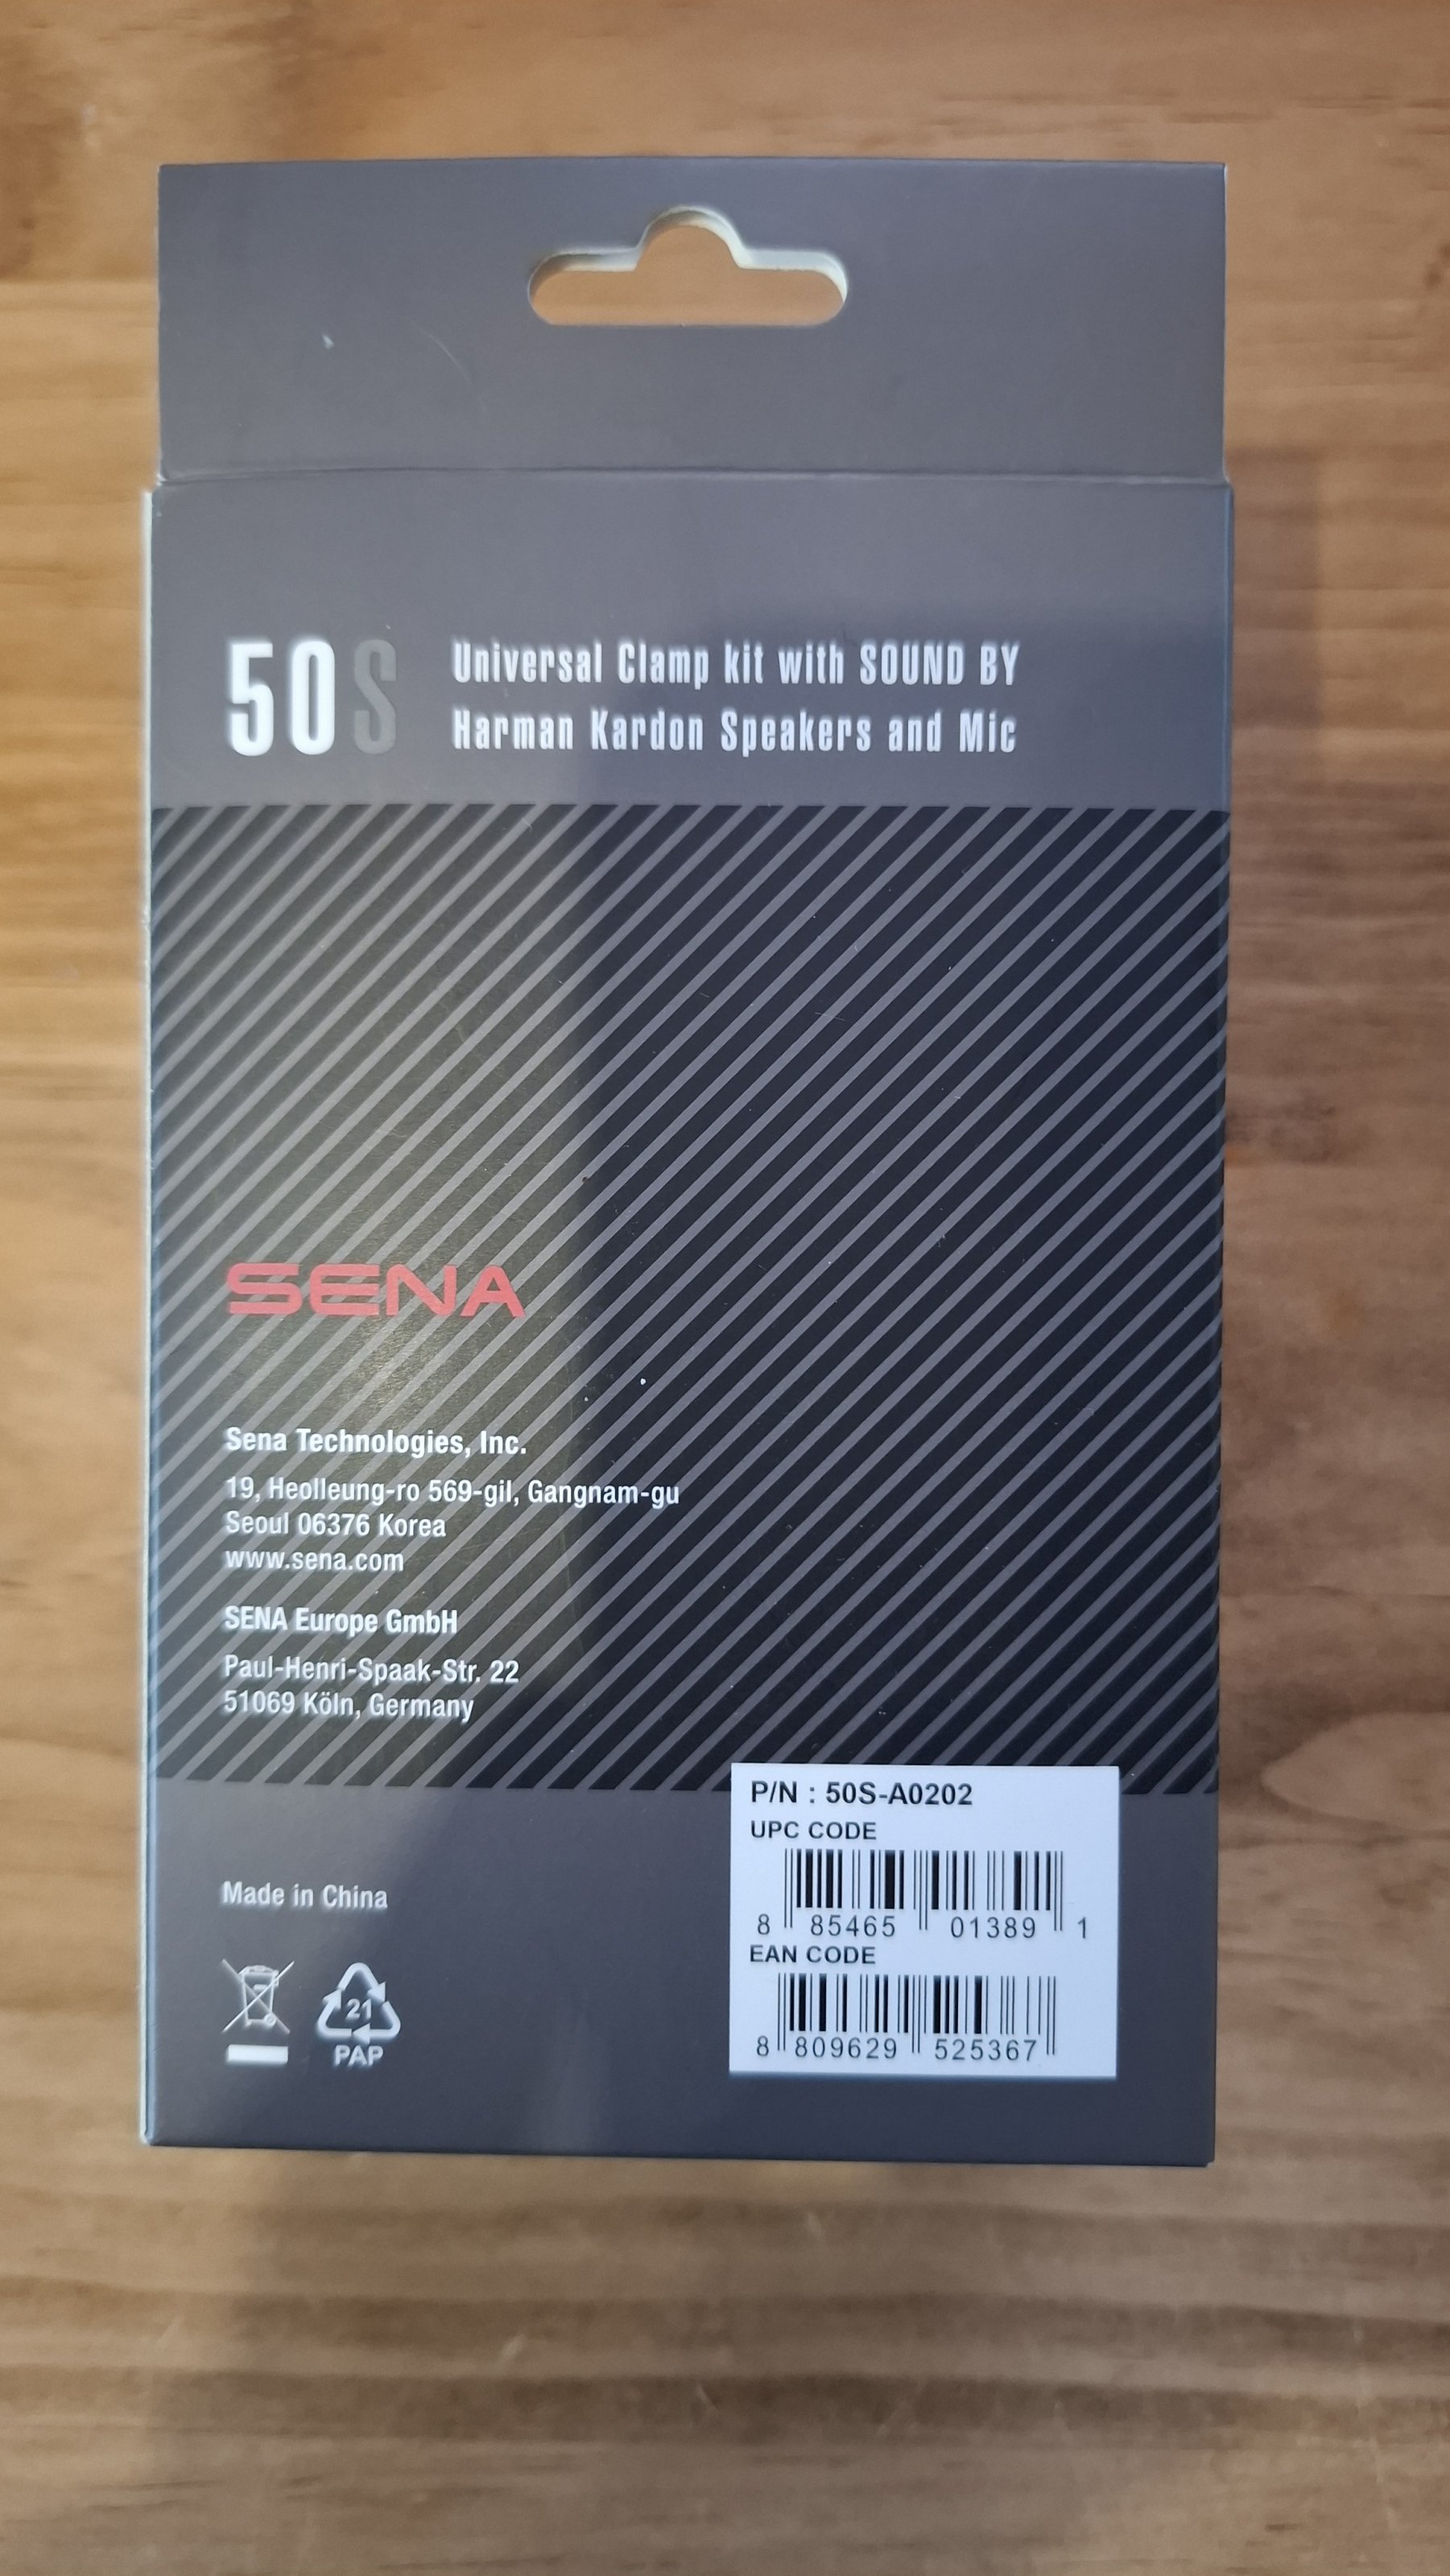 50S
Universal Clamp kit with SOUND BY
Harman Kardon Speakers and Mic
SENA
Sena Technologies, Inc.
19, Heolleung-ro 569-gil, Gangnam-gu
Seoul 06376 Korea
www.sena.com
SENA Europe GmbH
Paul-Henri-Spaak-Str. 22
51069 Köln, Germany
Made in China
21
PAP
P/N : 50S-A0202
UPC CODE
8 85465 01389 1
EAN CODE
8 809629 525367